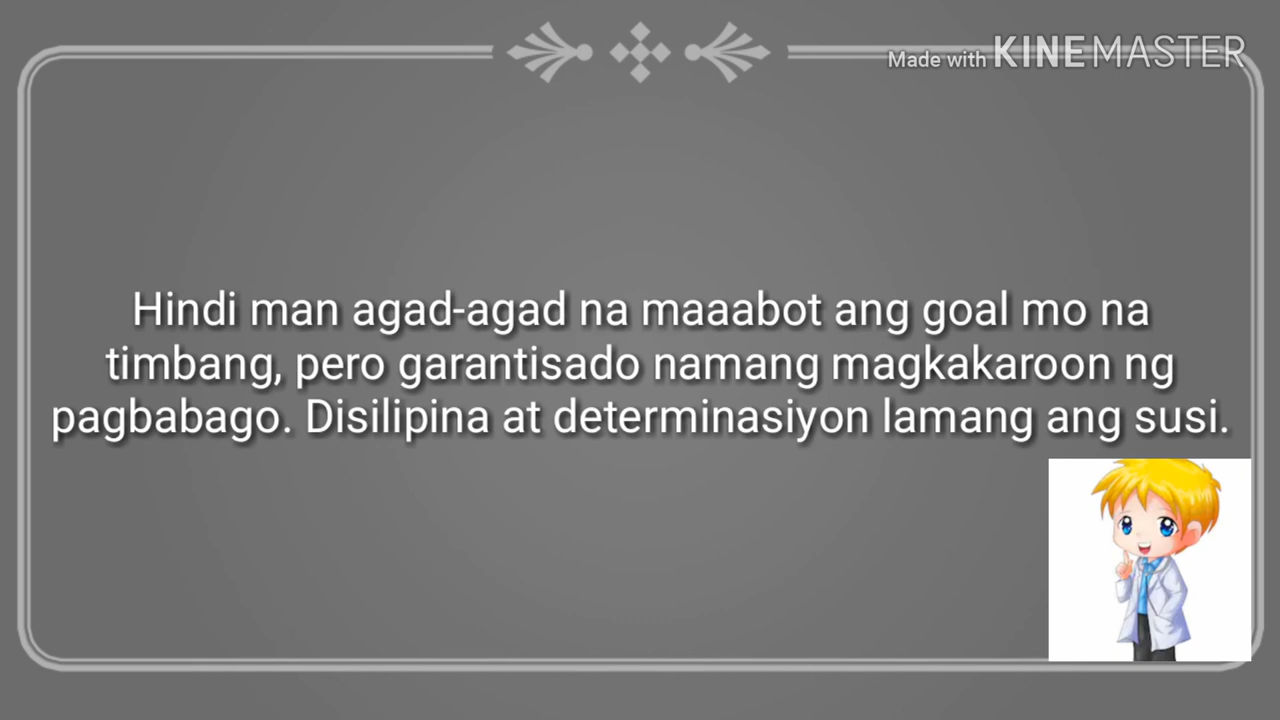 Made with KINEMASTER
Hindi man agad-agad na maaabot ang goal mo na
timbang, pero garantisado namang magkakaroon ng
pagbabago. Disilipina at determinasiyon lamang ang susi.